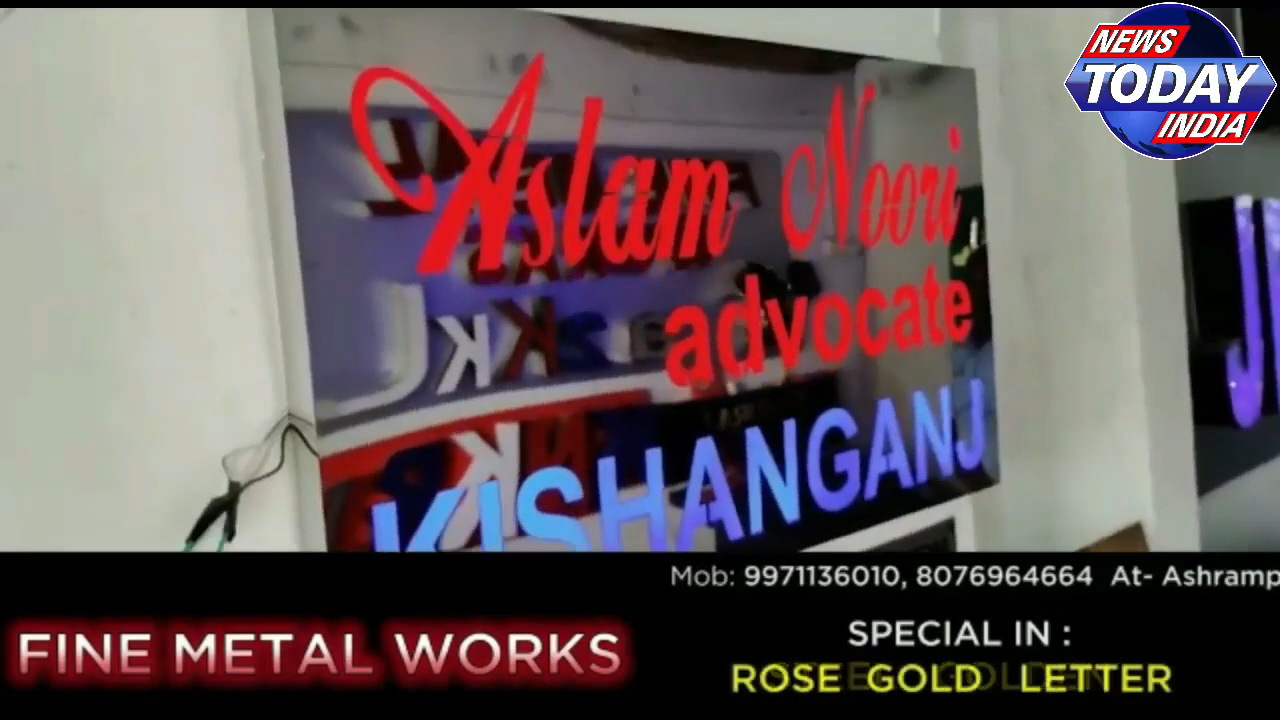 NEWS
TODAY
INDIA
Aslam Noori
advocate
KISHANGANJ
Mob: 9971136010, 8076964664 At- Ashramp
FINE METAL WORKS
SPECIAL IN :
ROSE GOLD LETTER